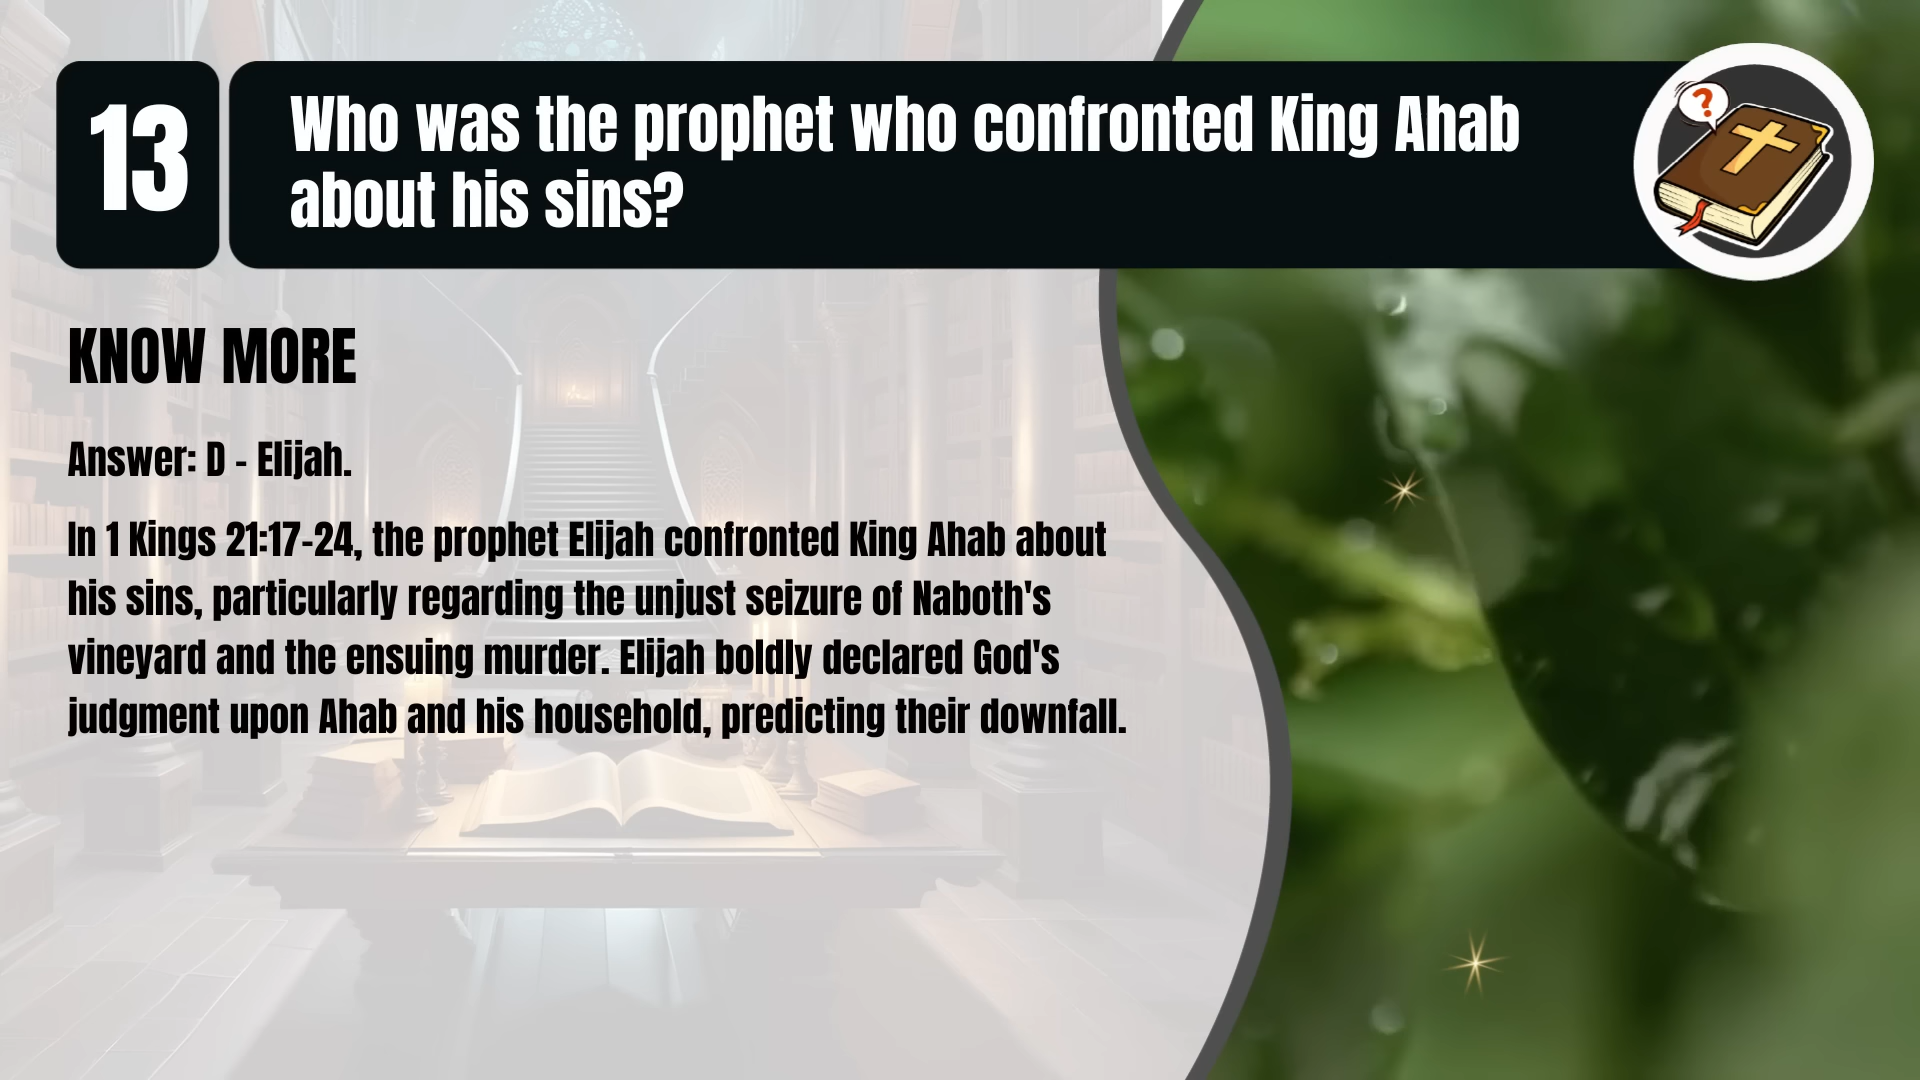 13
Who was the prophet who confronted King Ahab
about his sins?
?
KNOW MORE
Answer: D - Elijah.
In 1 Kings 21:17-24, the prophet Elijah confronted King Ahab about
his sins, particularly regarding the unjust seizure of Naboth's
vineyard and the ensuing murder. Elijah boldly declared God's
judgment upon Ahab and his household, predicting their downfall.